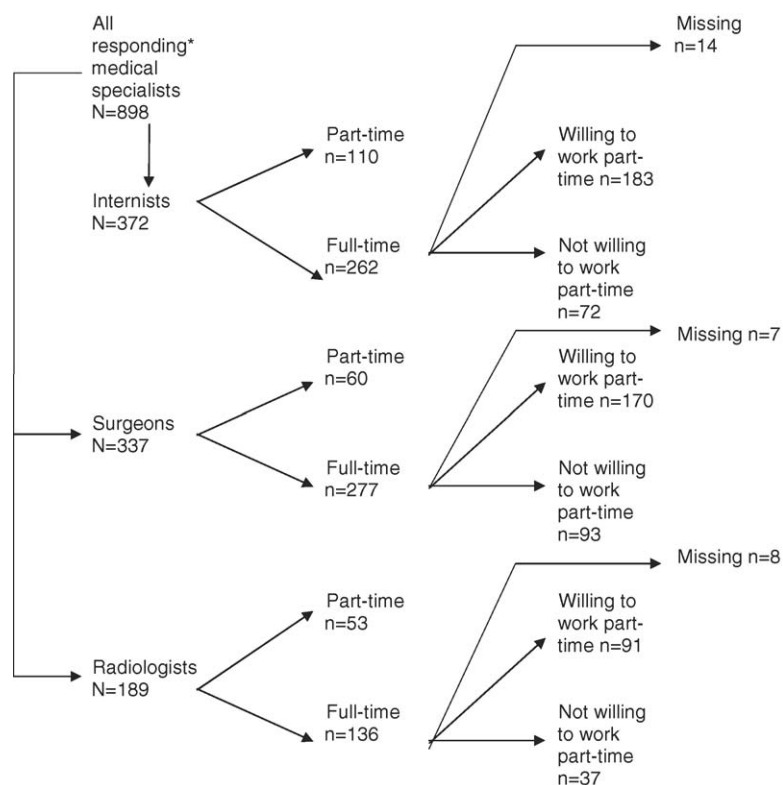 All
responding*
medical
specialists
N=898
Internists
N=372
Part-time
n=110
Full-time
n=262
Missing
n=14
Willing to
work part-
time n=183
Not willing
to work
part-time
n=72
Surgeons
N=337
Part-time
n=60
Full-time
n=277
Missing n=7
Willing to
work part-
time n=170
Not willing
to work
part-time
n=93
Radiologists
N=189
Part-time
n=53
Full-time
n=136
Missing n=8
Willing to
work part-
time n=91
Not willing
to work
part-time
n=37